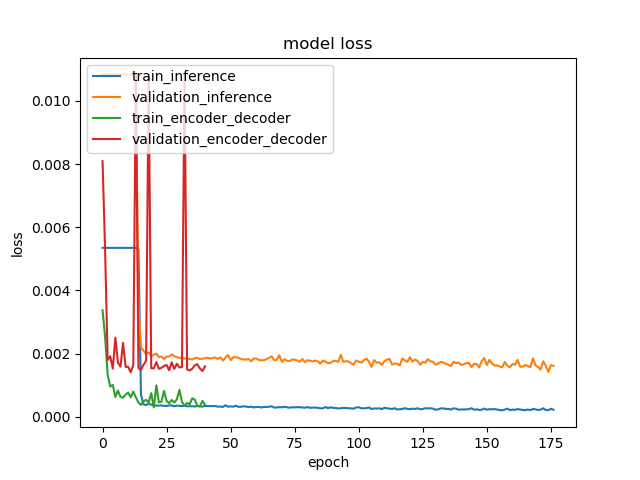 model loss
train_inference
validation_inference
train_encoder_decoder
validation_encoder_decoder
loss
0.010
0.008
0.006
0.004
0.002
0.000
0 25 50 75 100 125 150 175
epoch